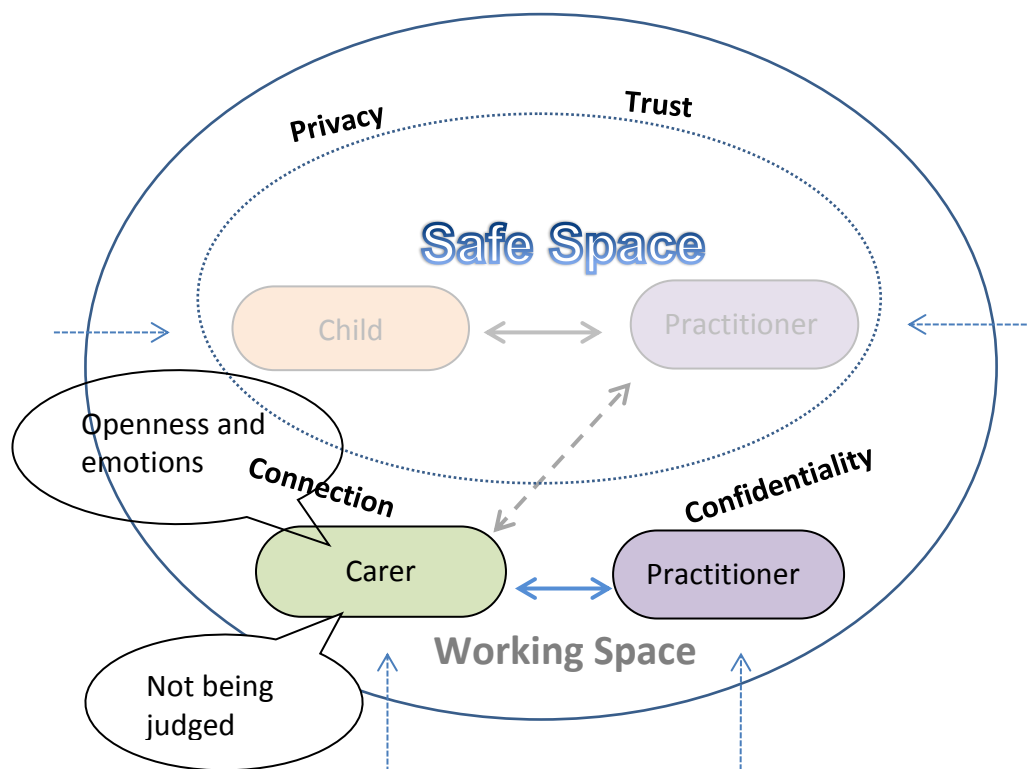 Privacy
Trust
Safe Space
Child
Practitioner
Openness and
emotions
Connection
Confidentiality
Carer
Practitioner
Working Space
Not being
judged